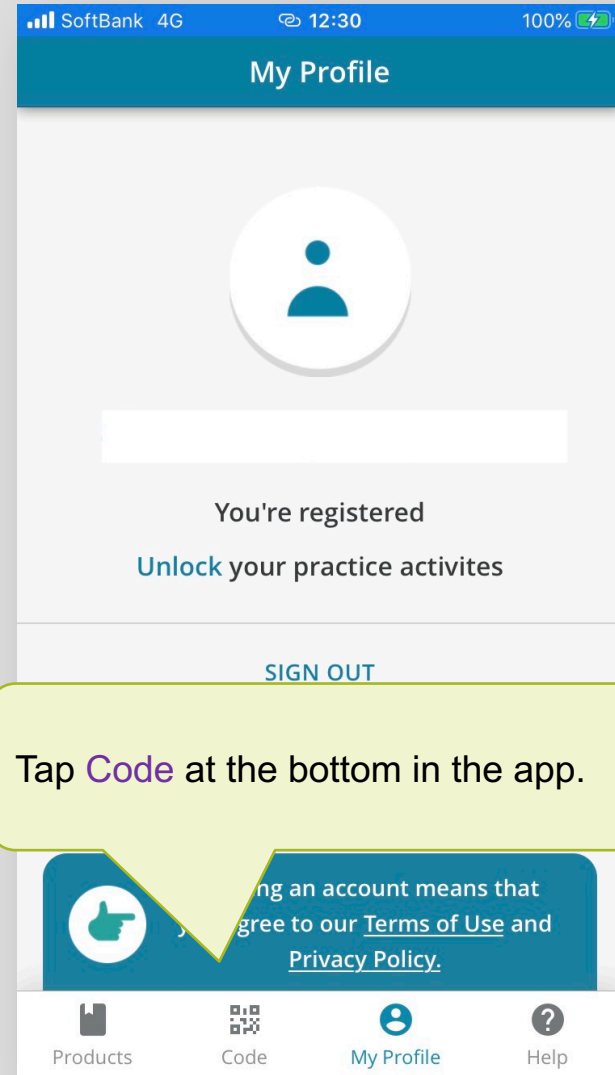 SoftBank 4G 12:30 100%
My Profile
You're registered
Unlock your practice activites
SIGN OUT
Tap Code at the bottom in the app.
ng an account means that
gree to our Terms of Use and
Privacy Policy.
Products Code My Profile Help